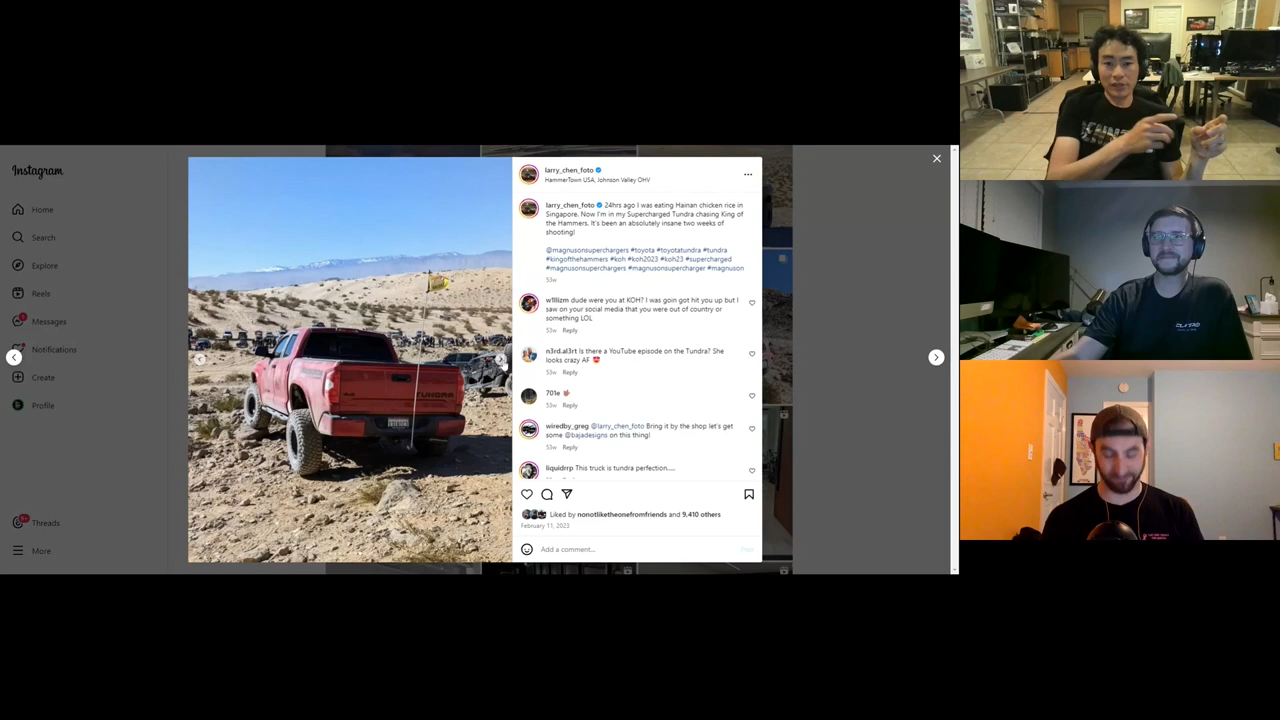 Instagram
Home
Search
Explore
Reels
Messages
Notifications
Create
Profile
Threads
More
TUNDRA
larry_chen_foto
HammerTown USA, Johnson Valley OHV
larry_chen_foto 24hrs ago I was eating Hainan chicken rice in
Singapore. Now I'm in my Supercharged Tundra chasing King of
the Hammers. It's been an absolutely insane two weeks of
shooting!
@magnusonsuperchargers #toyota #toyotatundra #tundra
#kingofthehammers #koh #koh2023 #koh23 #supercharged
#magnusonsuperchargers #magnusonsupercharger #magnuson
53w
w1llizm dude were you at KOH? I was goin got hit you up but I
saw on your social media that you were out of country or
something LOL
53w Reply
n3rd.al3rt Is there a YouTube episode on the Tundra? She
looks crazy AF 😍
53w Reply
701e
53w Reply
wiredby_greg @larry_chen_foto Bring it by the shop let's get
some @bajadesigns on this thing!
53w Reply
liquidrrp This truck is tundra perfection.....
Liked by nonotliketheonefromfriends and 9,410 others
February 11, 2023
Add a comment...
Post